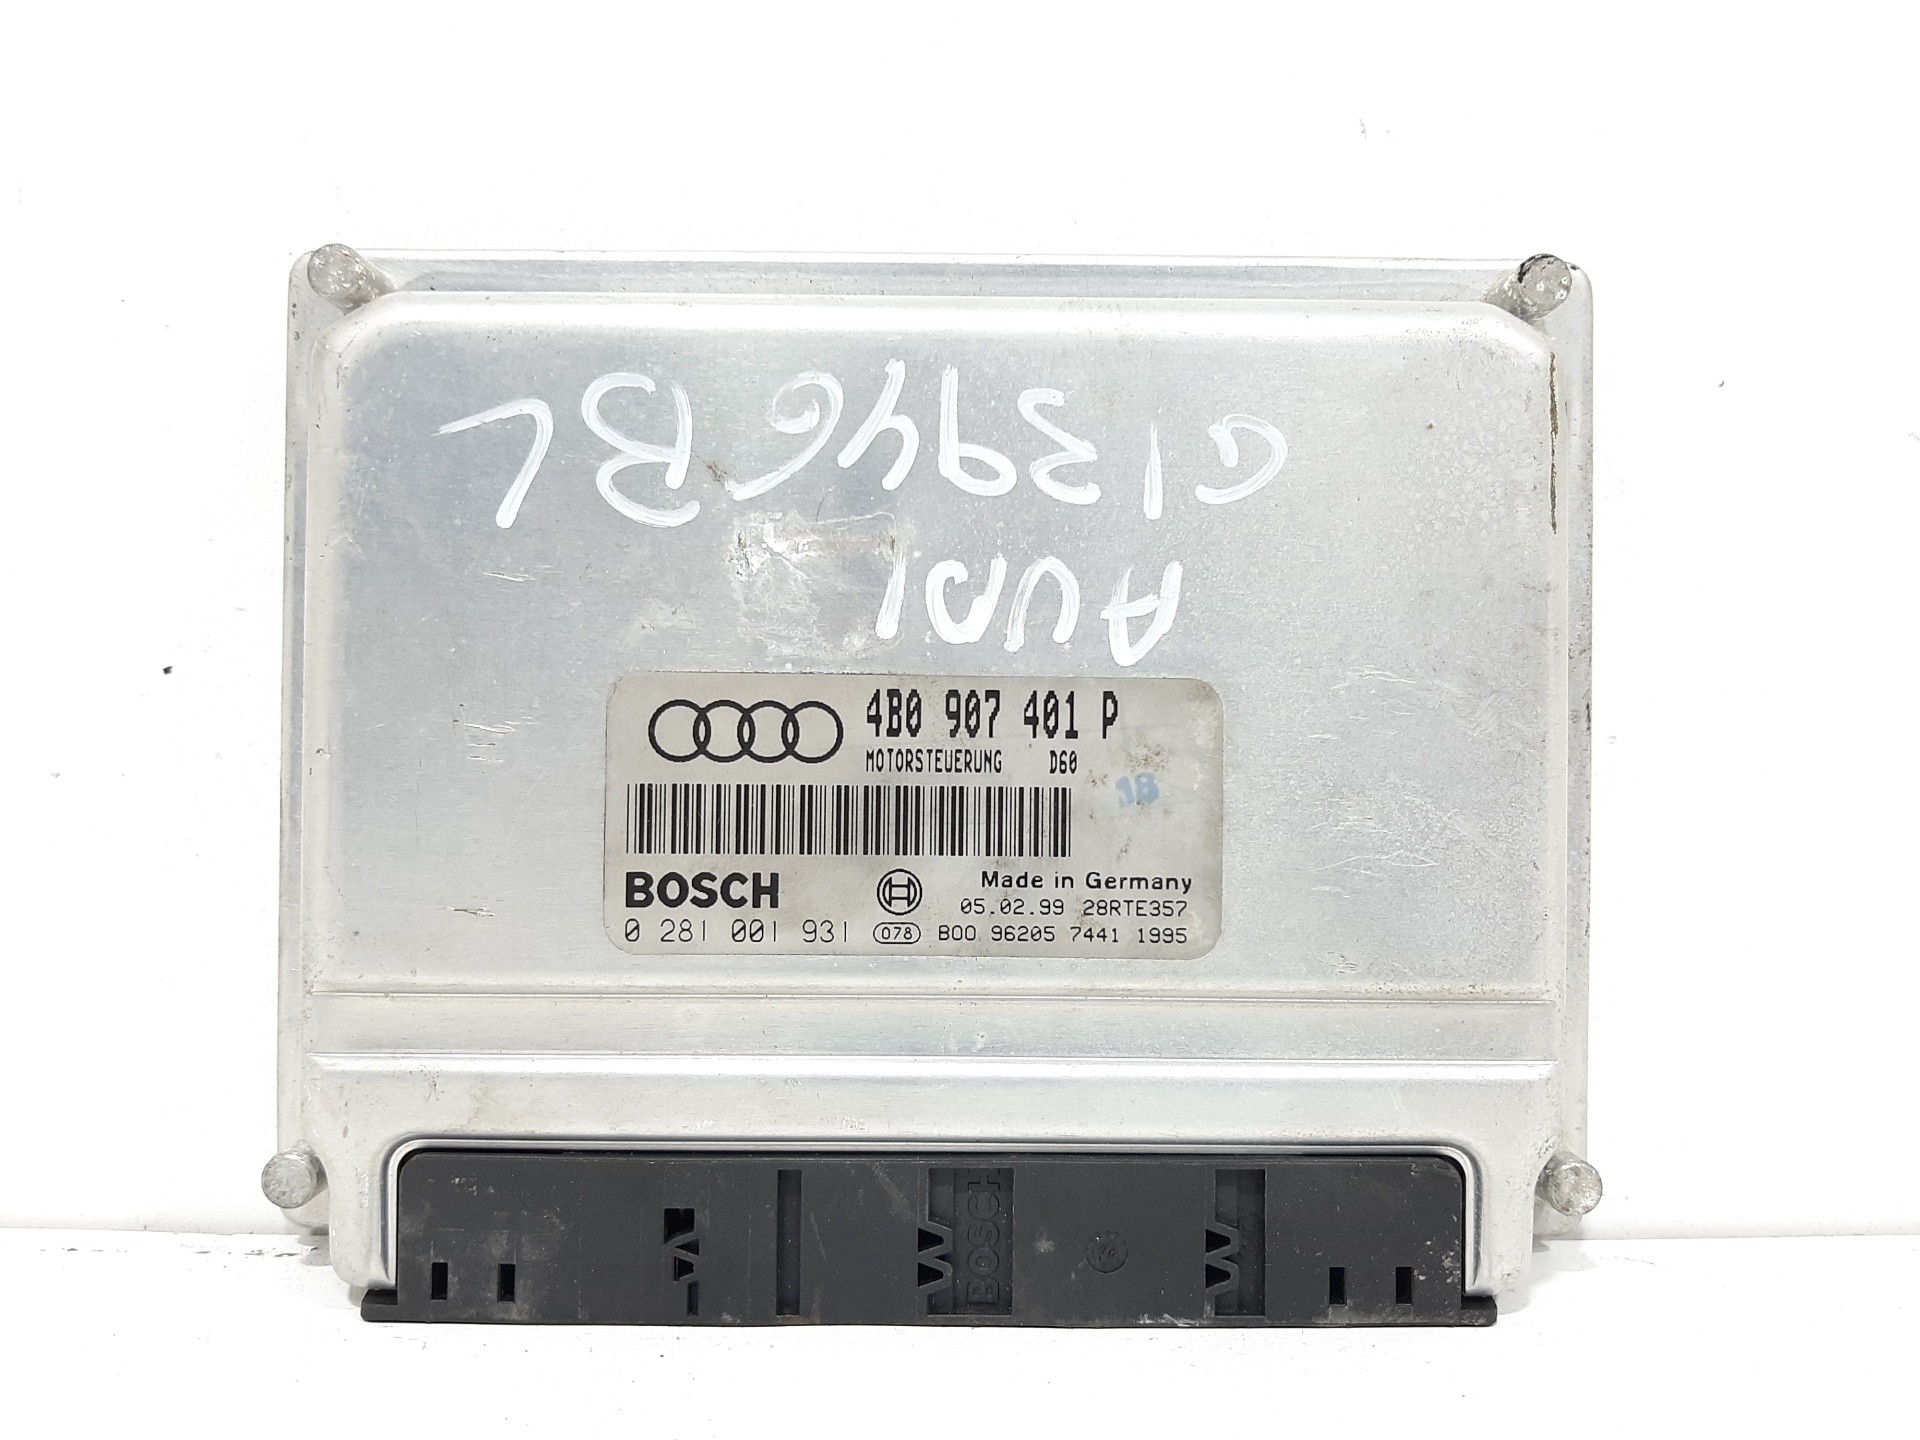 AUDI
GI3946BL
4B0 907 401 P
MOTORSTEUERUNG D60
18
BOSCH
Made in Germany
05.02.99 28RTE357
0 281 001 931 078 B00 96205 7441 1995
BOSCH